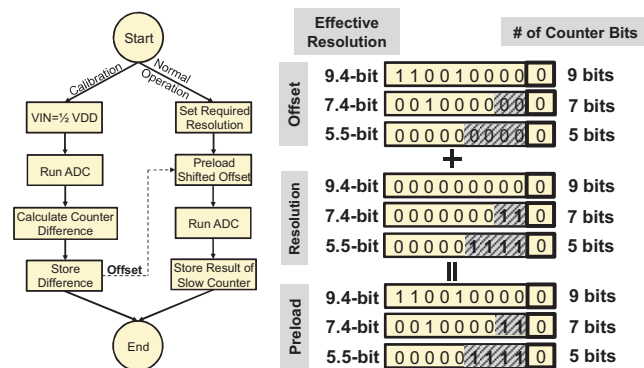 Start
Calibration
Normal
Operation
VIN=½ VDD
Run ADC
Calculate Counter
Difference
Store
Difference
Offset
Set Required
Resolution
Preload
Shifted Offset
Run ADC
Store Result of
Slow Counter
End
Effective
Resolution
# of Counter Bits
Offset
9.4-bit 1 1 0 0 1 0 0 0 0 0 9 bits
7.4-bit 0 0 1 0 0 0 0 0 0 0 7 bits
5.5-bit 0 0 0 0 0 0 0 0 0 0 5 bits
+
Resolution
9.4-bit 0 0 0 0 0 0 0 0 0 0 9 bits
7.4-bit 0 0 0 0 0 0 0 1 1 0 7 bits
5.5-bit 0 0 0 0 0 1 1 1 1 0 5 bits
=
Preload
9.4-bit 1 1 0 0 1 0 0 0 0 0 9 bits
7.4-bit 0 0 1 0 0 0 0 1 1 0 7 bits
5.5-bit 0 0 0 0 0 1 1 1 1 0 5 bits